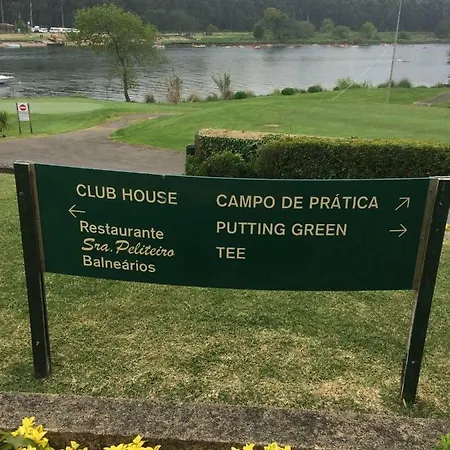 CLUB HOUSE
Restaurante
Sra. Peliteiro
Balneários
CAMPO DE PRÁTICA
PUTTING GREEN
TEE